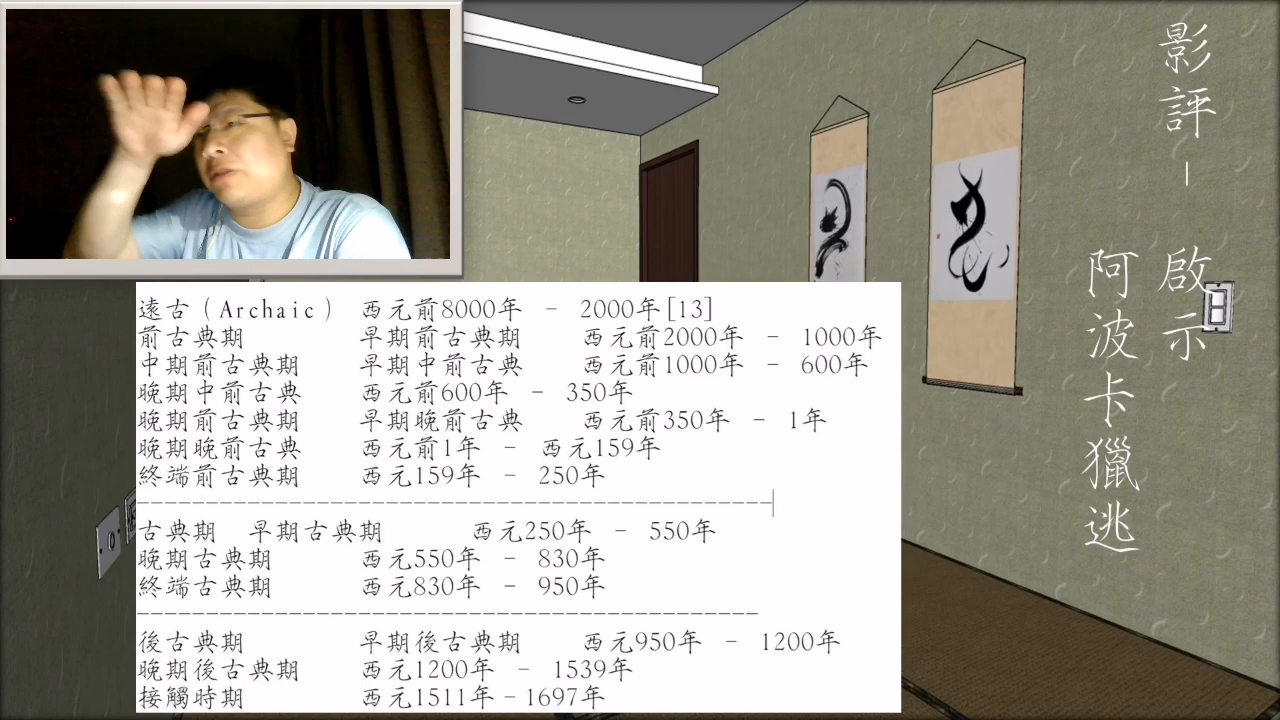 影評-
啟示
阿波卡獵逃
遠古（Archaic） 西元前8000年 - 2000年[13]
前古典期 早期前古典期 西元前2000年 - 1000年
中期前古典期 早期中前古典 西元前1000年 - 600年
晚期中前古典 西元前600年 - 350年
晚期前古典期 早期晚前古典 西元前350年 - 1年
晚期晚前古典 西元前1年 - 西元159年
終端前古典期 西元159年 - 250年
古典期 早期古典期 西元250年 - 550年
晚期古典期 西元550年 - 830年
終端古典期 西元830年 - 950年
後古典期 早期後古典期 西元950年 - 1200年
晚期後古典期 西元1200年 - 1539年
接觸時期 西元1511年-1697年